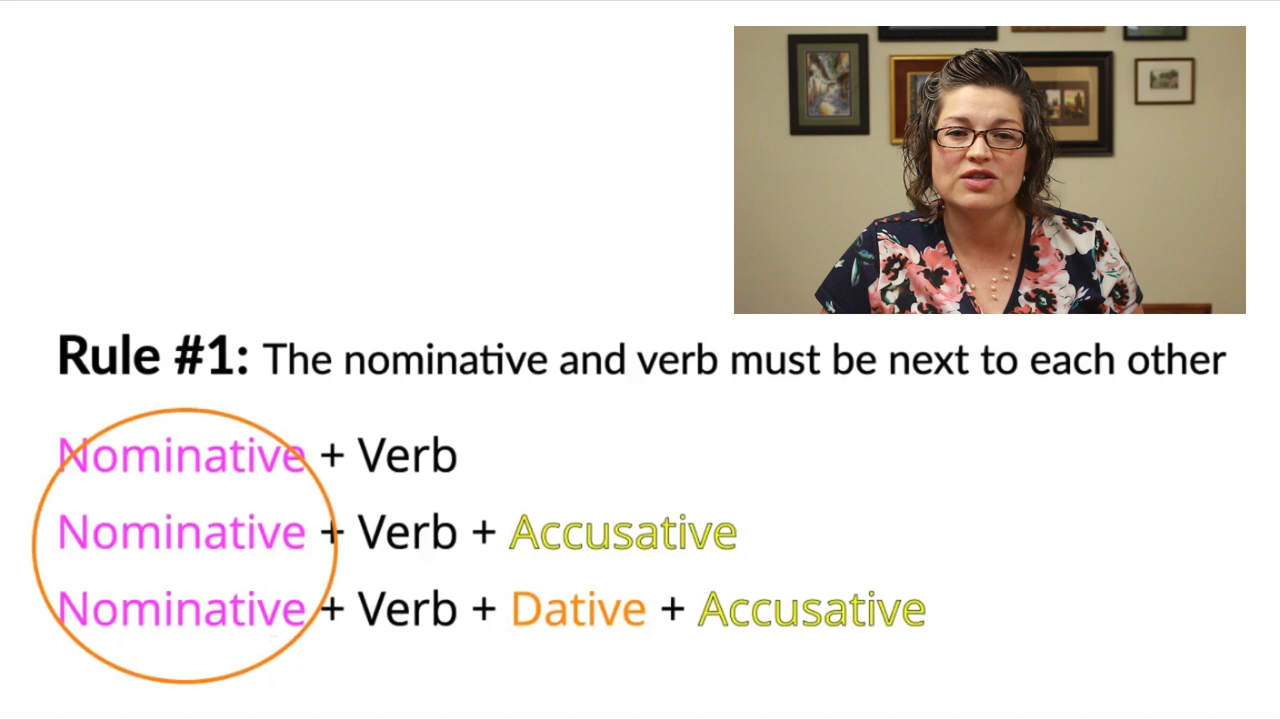 Rule #1: The nominative and verb must be next to each other
Nominative + Verb
Nominative + Verb + Accusative
Nominative + Verb + Dative + Accusative